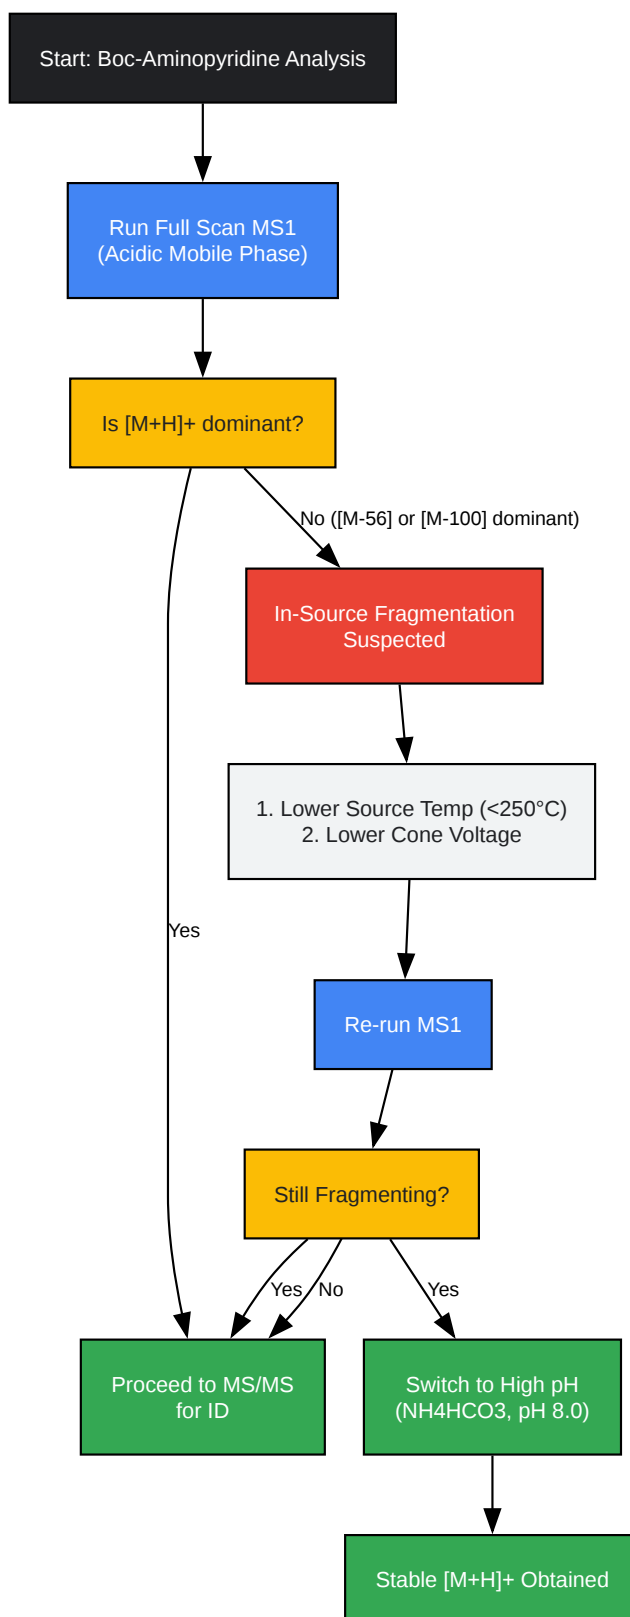 Start: Boc-Aminopyridine Analysis
Run Full Scan MS1
(Acidic Mobile Phase)
Is [M+H]+ dominant?
No ([M-56] or [M-100] dominant)
In-Source Fragmentation
Suspected
1. Lower Source Temp (<250°C)
2. Lower Cone Voltage
Yes
Re-run MS1
Still Fragmenting?
Yes
No
Yes
Proceed to MS/MS
for ID
Switch to High pH
(NH4HCO3, pH 8.0)
Stable [M+H]+ Obtained